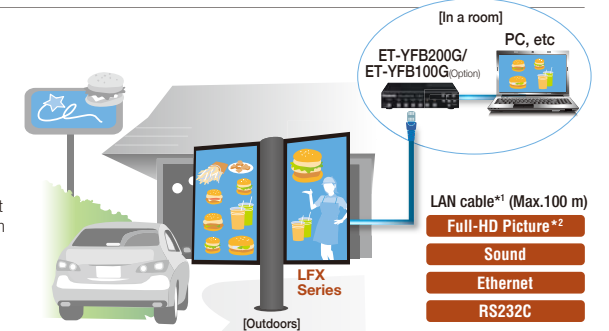 [In a room]
PC, etc
ET-YFB200G/
ET-YFB100G(Option)
LAN cable*1 (Max.100 m)
Full-HD Picture*2
Sound
Ethernet
RS232C
LFX
Series
[Outdoors]